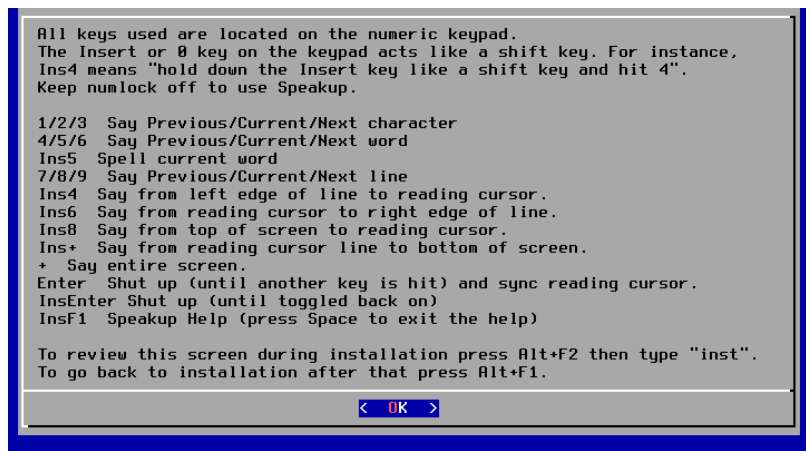 All keys used are located on the numeric keypad.
The Insert or 0 key on the keypad acts like a shift key. For instance,
Ins4 means "hold down the Insert key like a shift key and hit 4".
Keep numlock off to use Speakup.
1/2/3  Say Previous/Current/Next character
4/5/6  Say Previous/Current/Next word
Ins5  Spell current word
7/8/9  Say Previous/Current/Next line
Ins4  Say from left edge of line to reading cursor.
Ins6  Say from reading cursor to right edge of line.
Ins8  Say from top of screen to reading cursor.
Ins+  Say from reading cursor line to bottom of screen.
+  Say entire screen.
Enter  Shut up (until another key is hit) and sync reading cursor.
InsEnter Shut up (until toggled back on)
InsF1  Speakup Help (press Space to exit the help)
To review this screen during installation press Alt+F2 then type "inst".
To go back to installation after that press Alt+F1.
<  OK  >